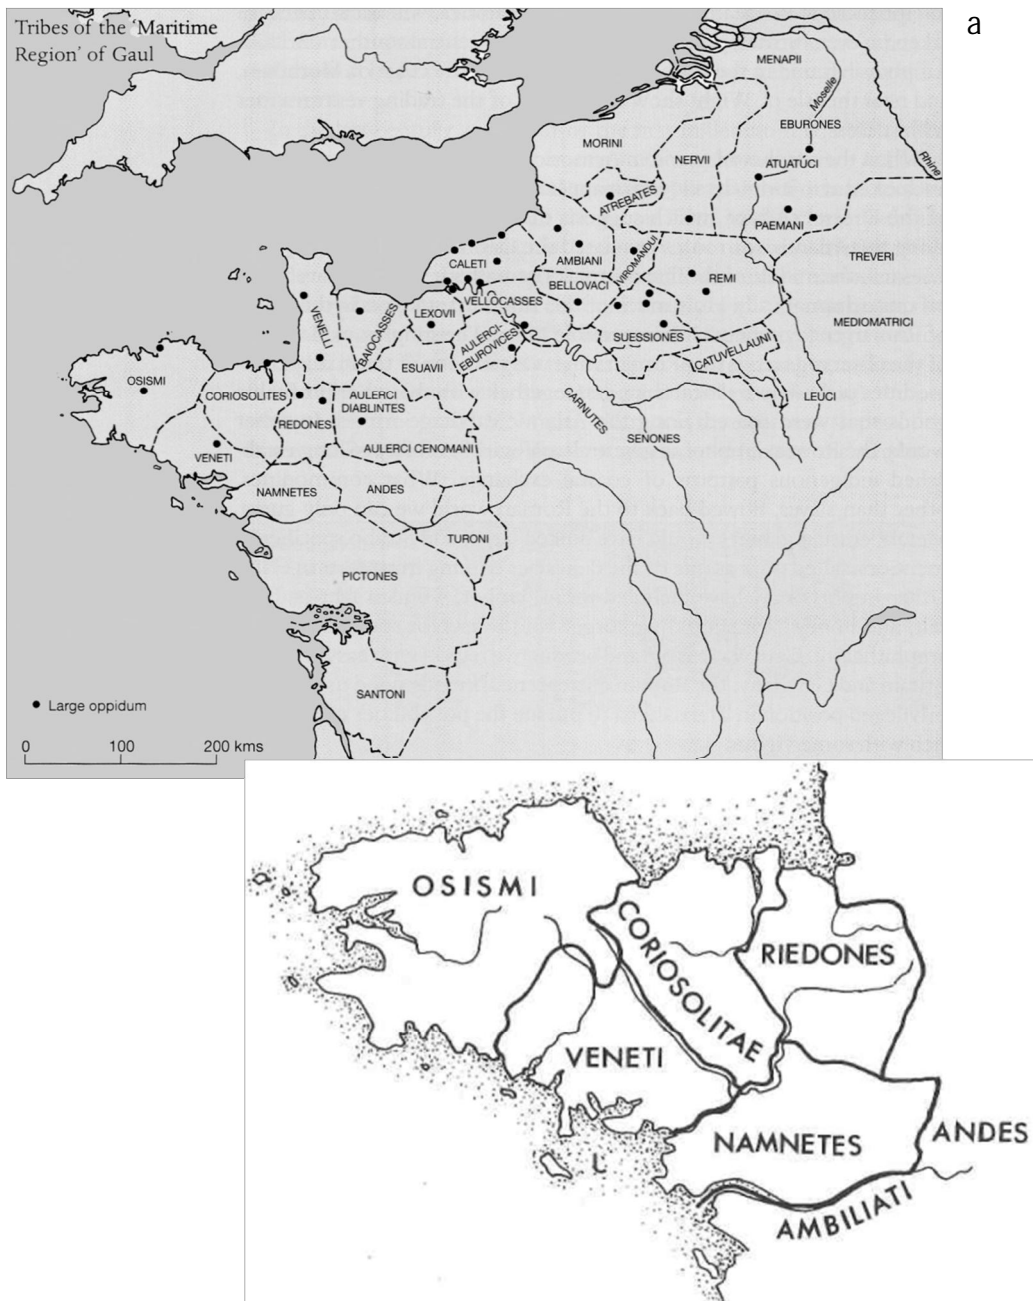 Tribes of the 'Maritime
Region' of Gaul
a
MENAPII
Moselle
EBURONES
MORINI
NERVII
ATUATUCI
Rhine
ATREBATES
PAEMANI
VIROMANDUI
TREVERI
CALETI
AMBIANI
REMI
BELLOVACI
VELLOCASSES
MEDIOMATRICI
LEXOVII
VENELLI
BAIOCASSES
SUESSIONES
AULERCI-
EBUROVICES
CATUVELLAUNI
ESUAVII
OSISMI
CORIOSOLITES
AULERCI
DIABLINTES
LEUCI
REDONES
CARNUTES
SENONES
VENETI
AULERCI CENOMANI
NAMNETES
ANDES
TURONI
PICTONES
SANTONI
Large oppidum
0 100 200 kms
OSISMI
CORIOSOLITAE
RIEDONES
VENETI
NAMNETES
ANDES
AMBILIATI